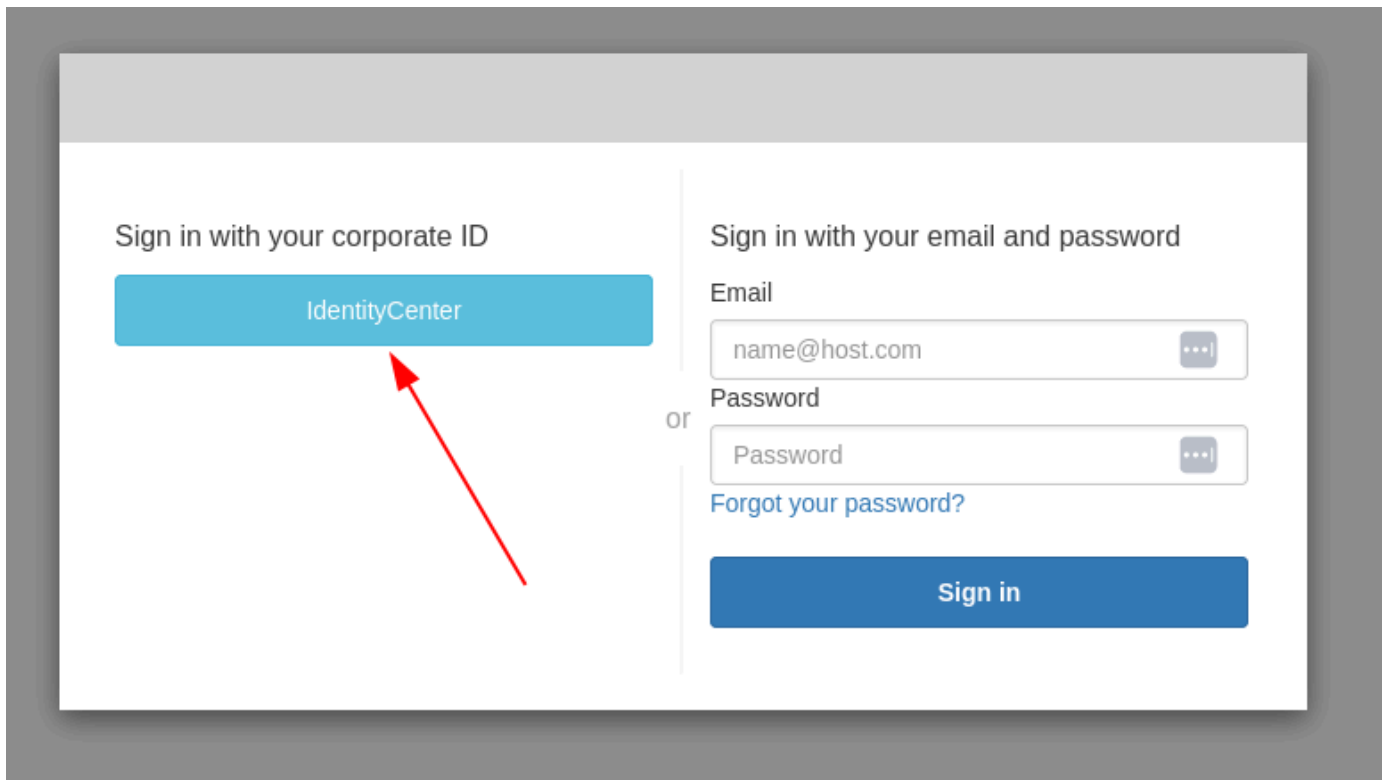 Sign in with your corporate ID
IdentityCenter
or
Sign in with your email and password
Email
name@host.com
Password
Password
Forgot your password?
Sign in